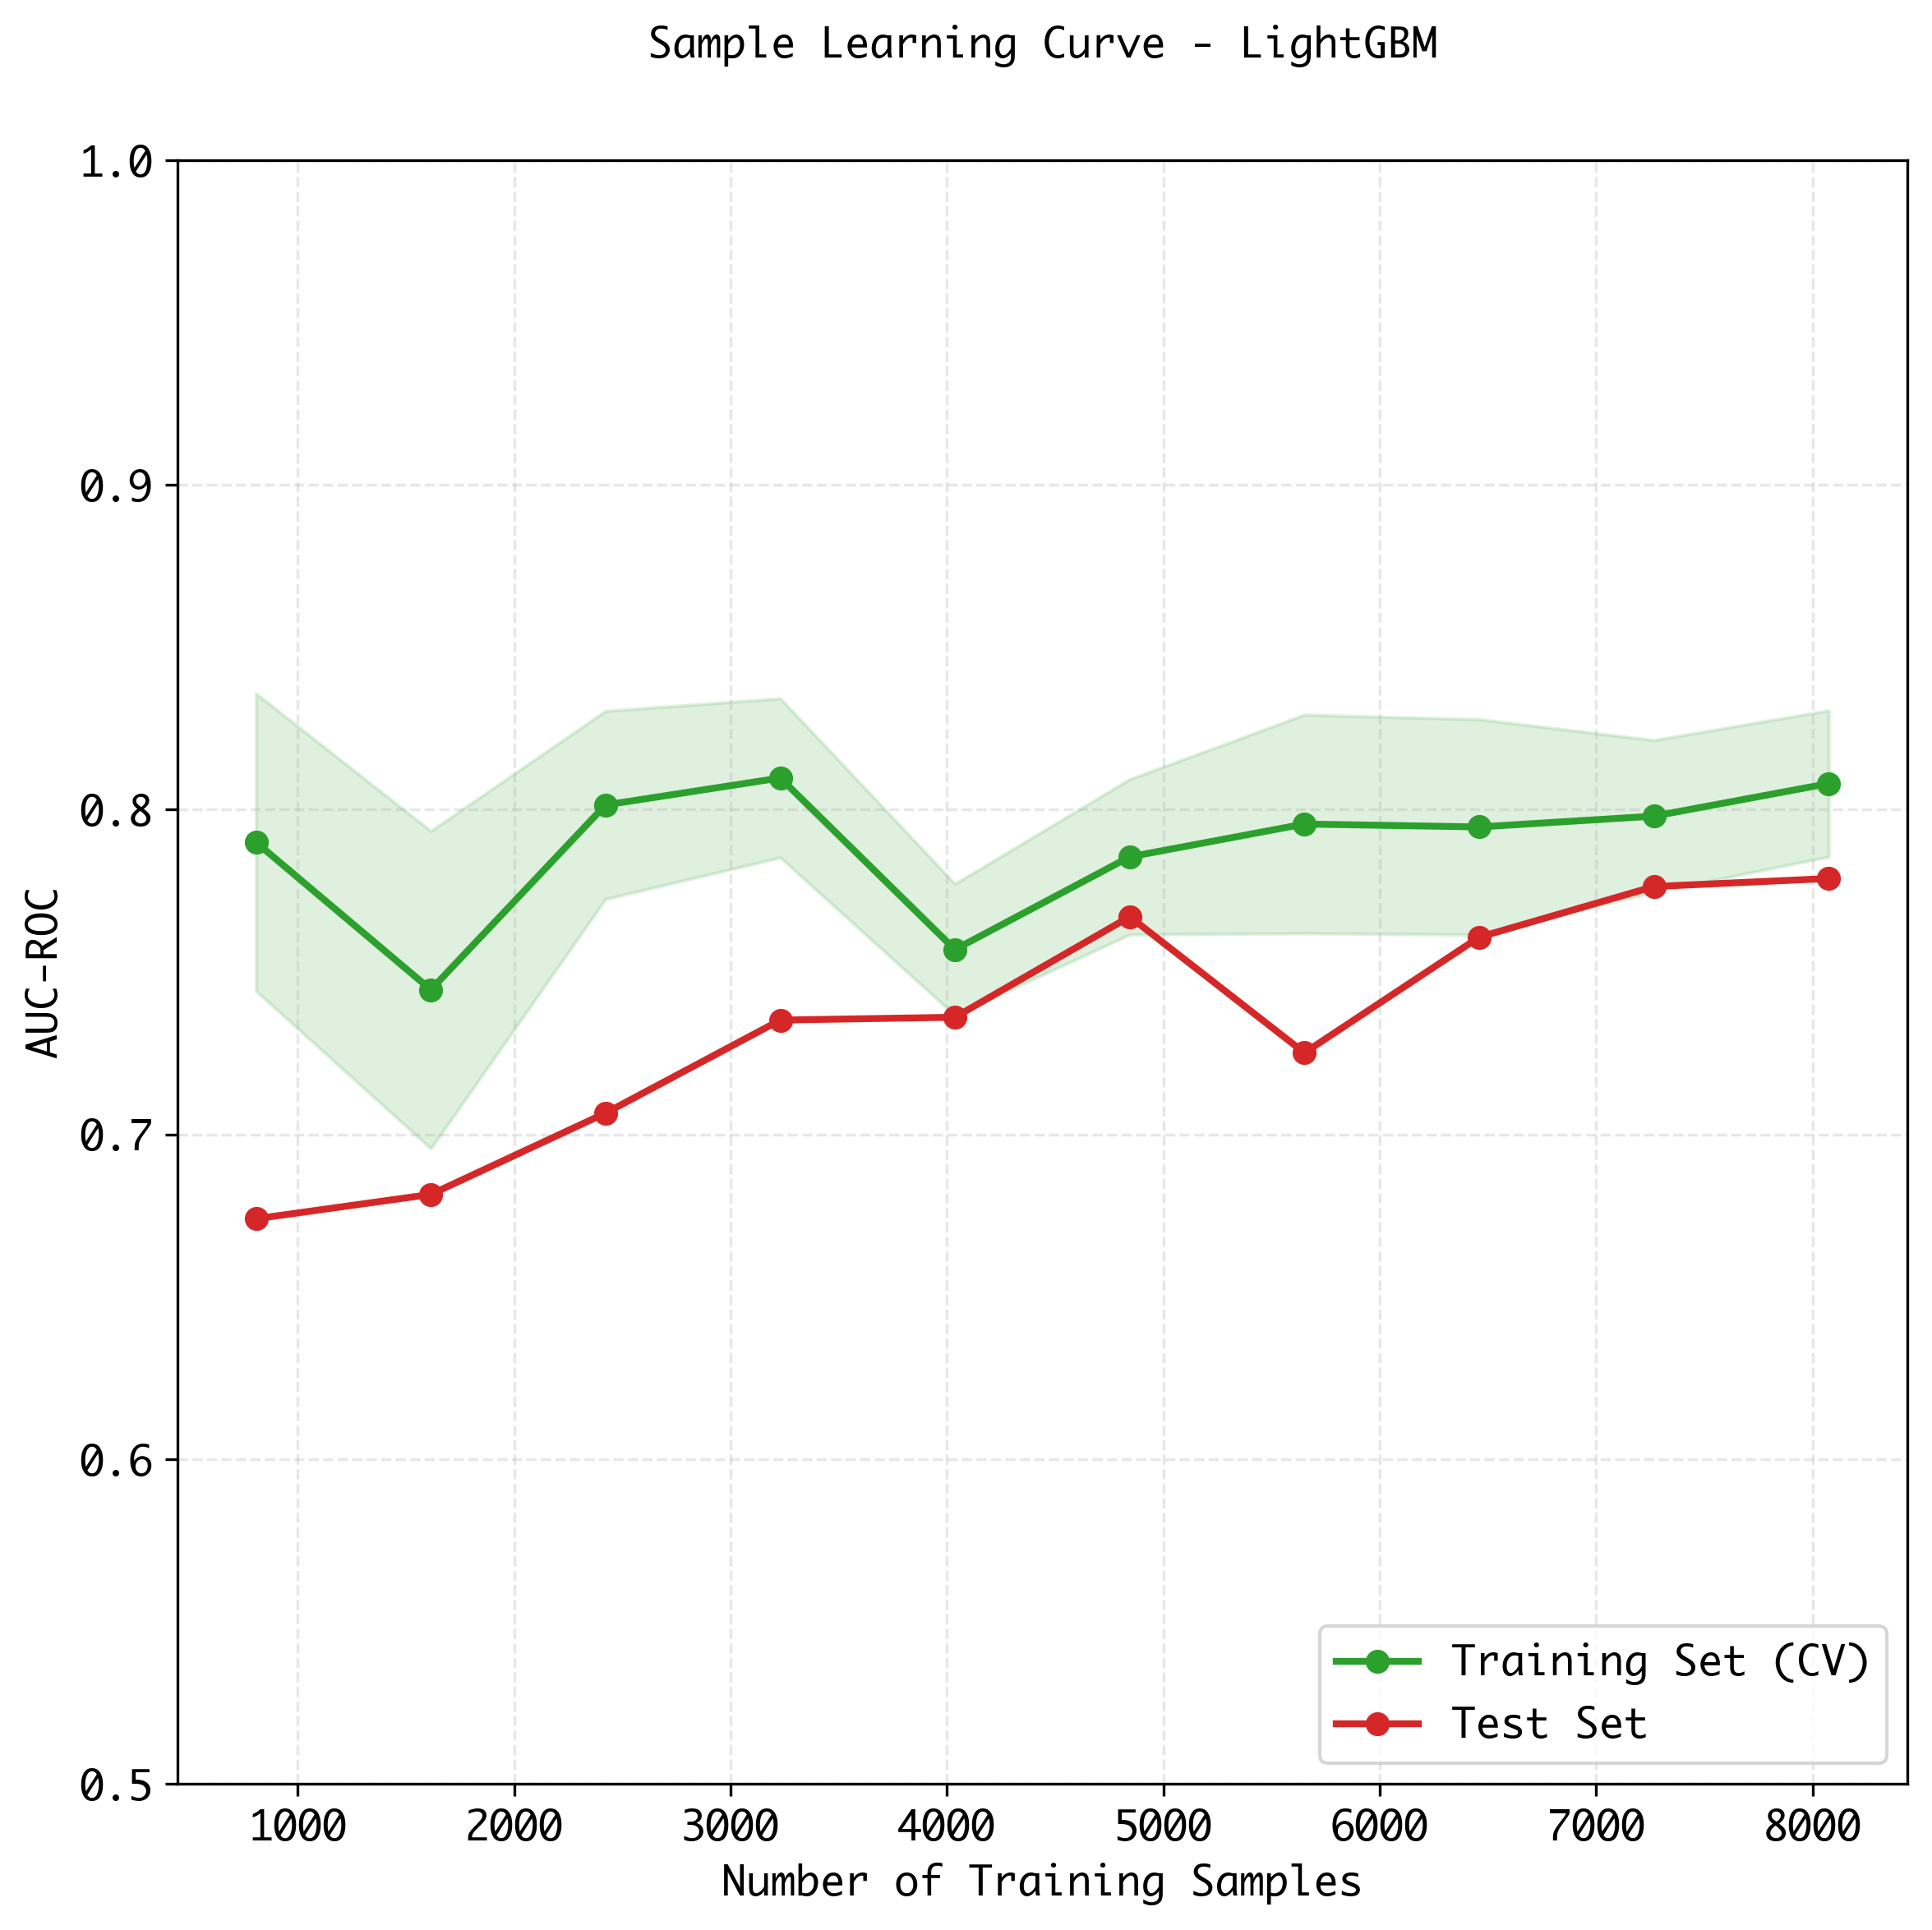 Sample Learning Curve - LightGBM
1.0
0.9
0.8
0.7
0.6
0.5
AUC-ROC
Training Set (CV)
Test Set
1000 2000 3000 4000 5000 6000 7000 8000
Number of Training Samples